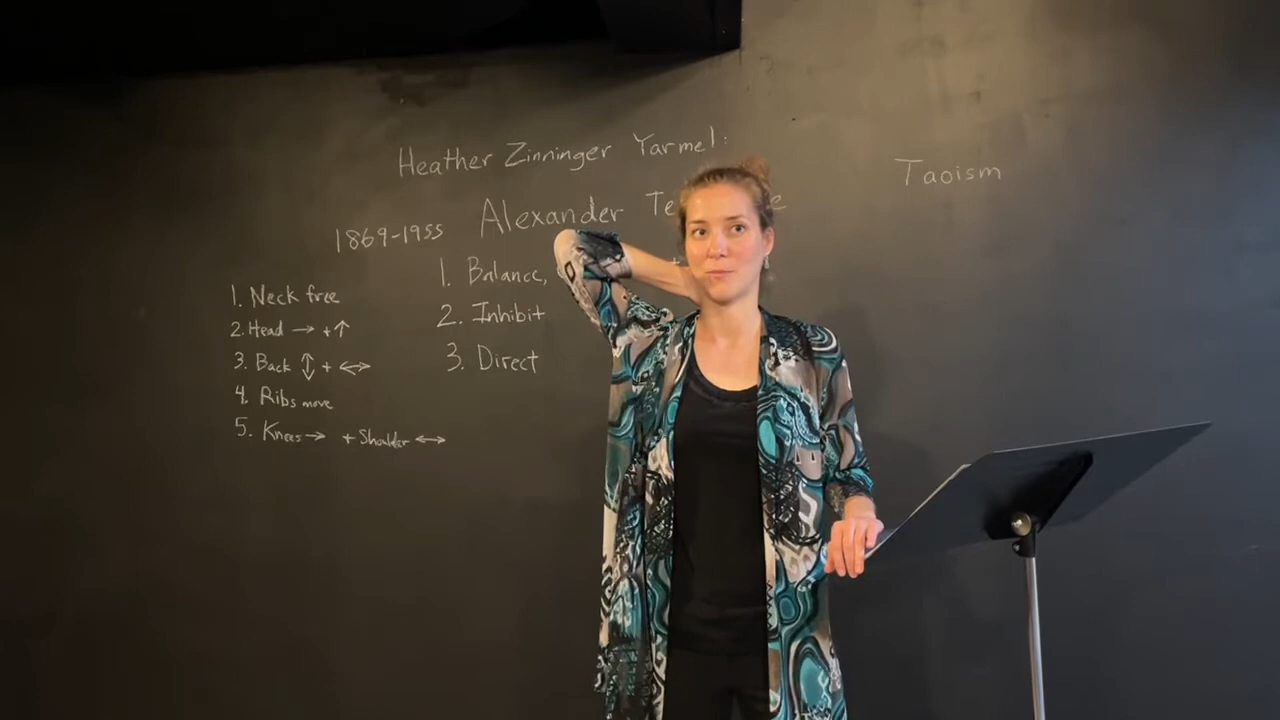 Heather Zinninger Yarmel:
Taoism
1869-1955 Alexander Te
1. Balance,
2. Inhibit
3. Direct
1. Neck free
2. Head → + ↑
3. Back ↕ + ↔
4. Ribs move
5. Knees → + Shoulder ↔